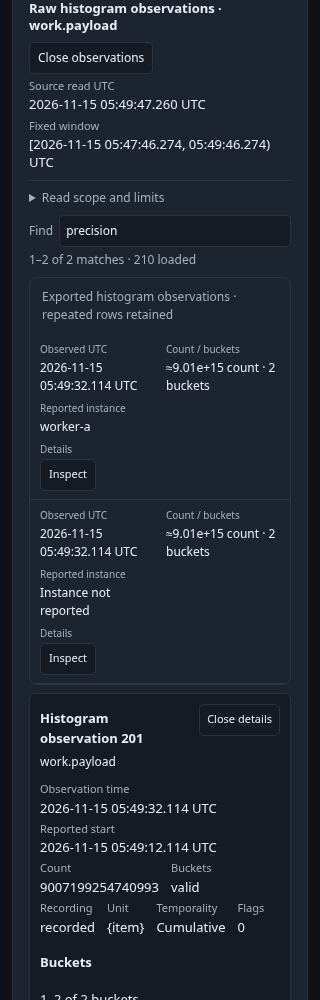 Raw histogram observations ·
work.payload
Close observations
Source read UTC
2026-11-15 05:49:47.260 UTC
Fixed window
[2026-11-15 05:47:46.274, 05:49:46.274)
UTC
▶ Read scope and limits
Find precision
1–2 of 2 matches · 210 loaded
Exported histogram observations ·
repeated rows retained
Observed UTC Count / buckets
2026-11-15 ≈9.01e+15 count · 2
05:49:32.114 UTC buckets
Reported instance
worker-a
Details
Inspect
Observed UTC Count / buckets
2026-11-15 ≈9.01e+15 count · 2
05:49:32.114 UTC buckets
Reported instance
Instance not
reported
Details
Inspect
Histogram Close details
observation 201
work.payload
Observation time
2026-11-15 05:49:32.114 UTC
Reported start
2026-11-15 05:49:12.114 UTC
Count Buckets
9007199254740993 valid
Recording Unit Temporality Flags
recorded {item} Cumulative 0
Buckets
1–2 of 2 buckets